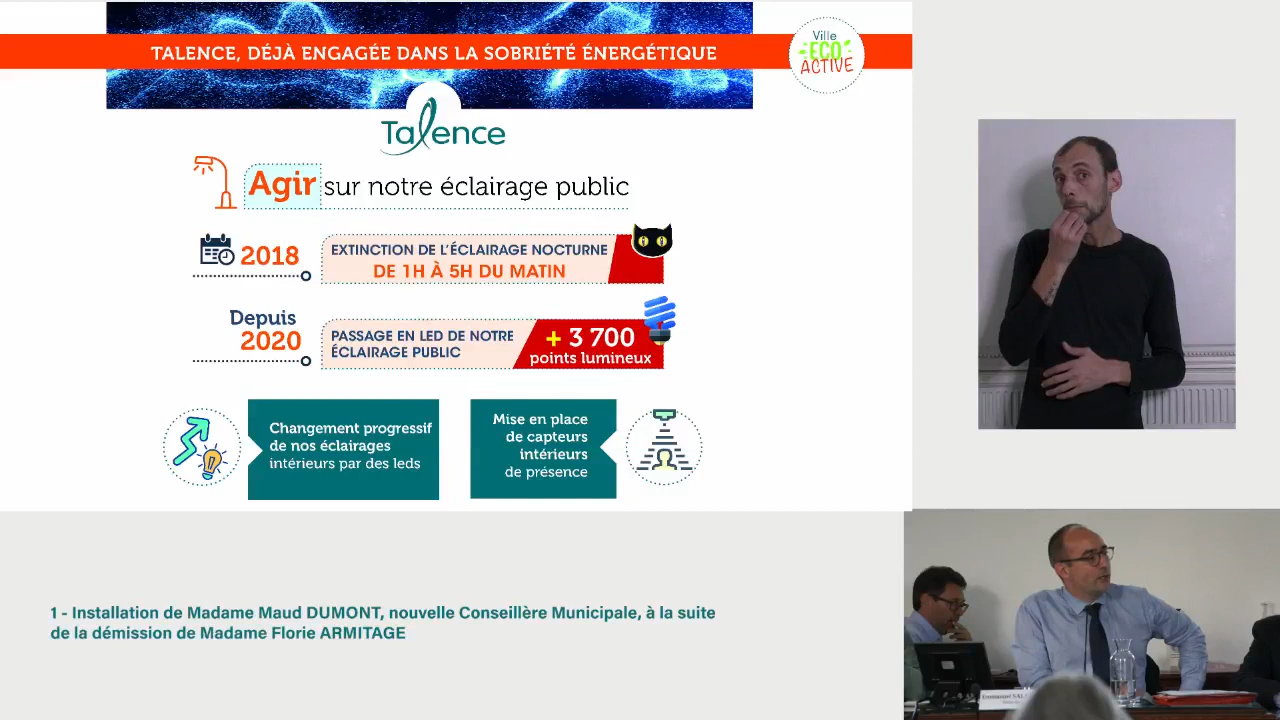 TALENCE, DÉJÀ ENGAGÉE DANS LA SOBRIÉTÉ ÉNERGÉTIQUE
Ville
ECO
ACTIVE
Talence
Agir sur notre éclairage public
2018
EXTINCTION DE L'ÉCLAIRAGE NOCTURNE
DE 1H À 5H DU MATIN
Depuis
2020
PASSAGE EN LED DE NOTRE
ÉCLAIRAGE PUBLIC
+ 3 700
points lumineux
Changement progressif
de nos éclairages
intérieurs par des leds
Mise en place
de capteurs
intérieurs
de présence
1 - Installation de Madame Maud DUMONT, nouvelle Conseillère Municipale, à la suite
de la démission de Madame Florie ARMITAGE
Emmanuel